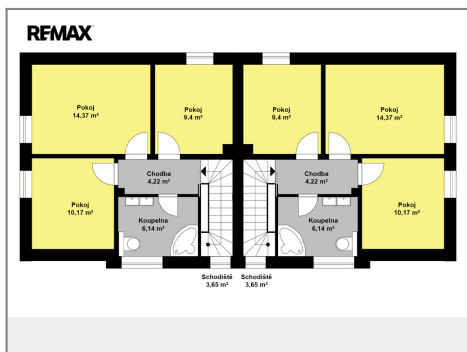 RE/MAX
Pokoj
14,37 m²
Pokoj
9,4 m²
Pokoj
9,4 m²
Pokoj
14,37 m²
Chodba
4,22 m²
Chodba
4,22 m²
Pokoj
10,17 m²
Koupelna
6,14 m²
Koupelna
6,14 m²
Pokoj
10,17 m²
Schodiště
3,65 m²
Schodiště
3,65 m²